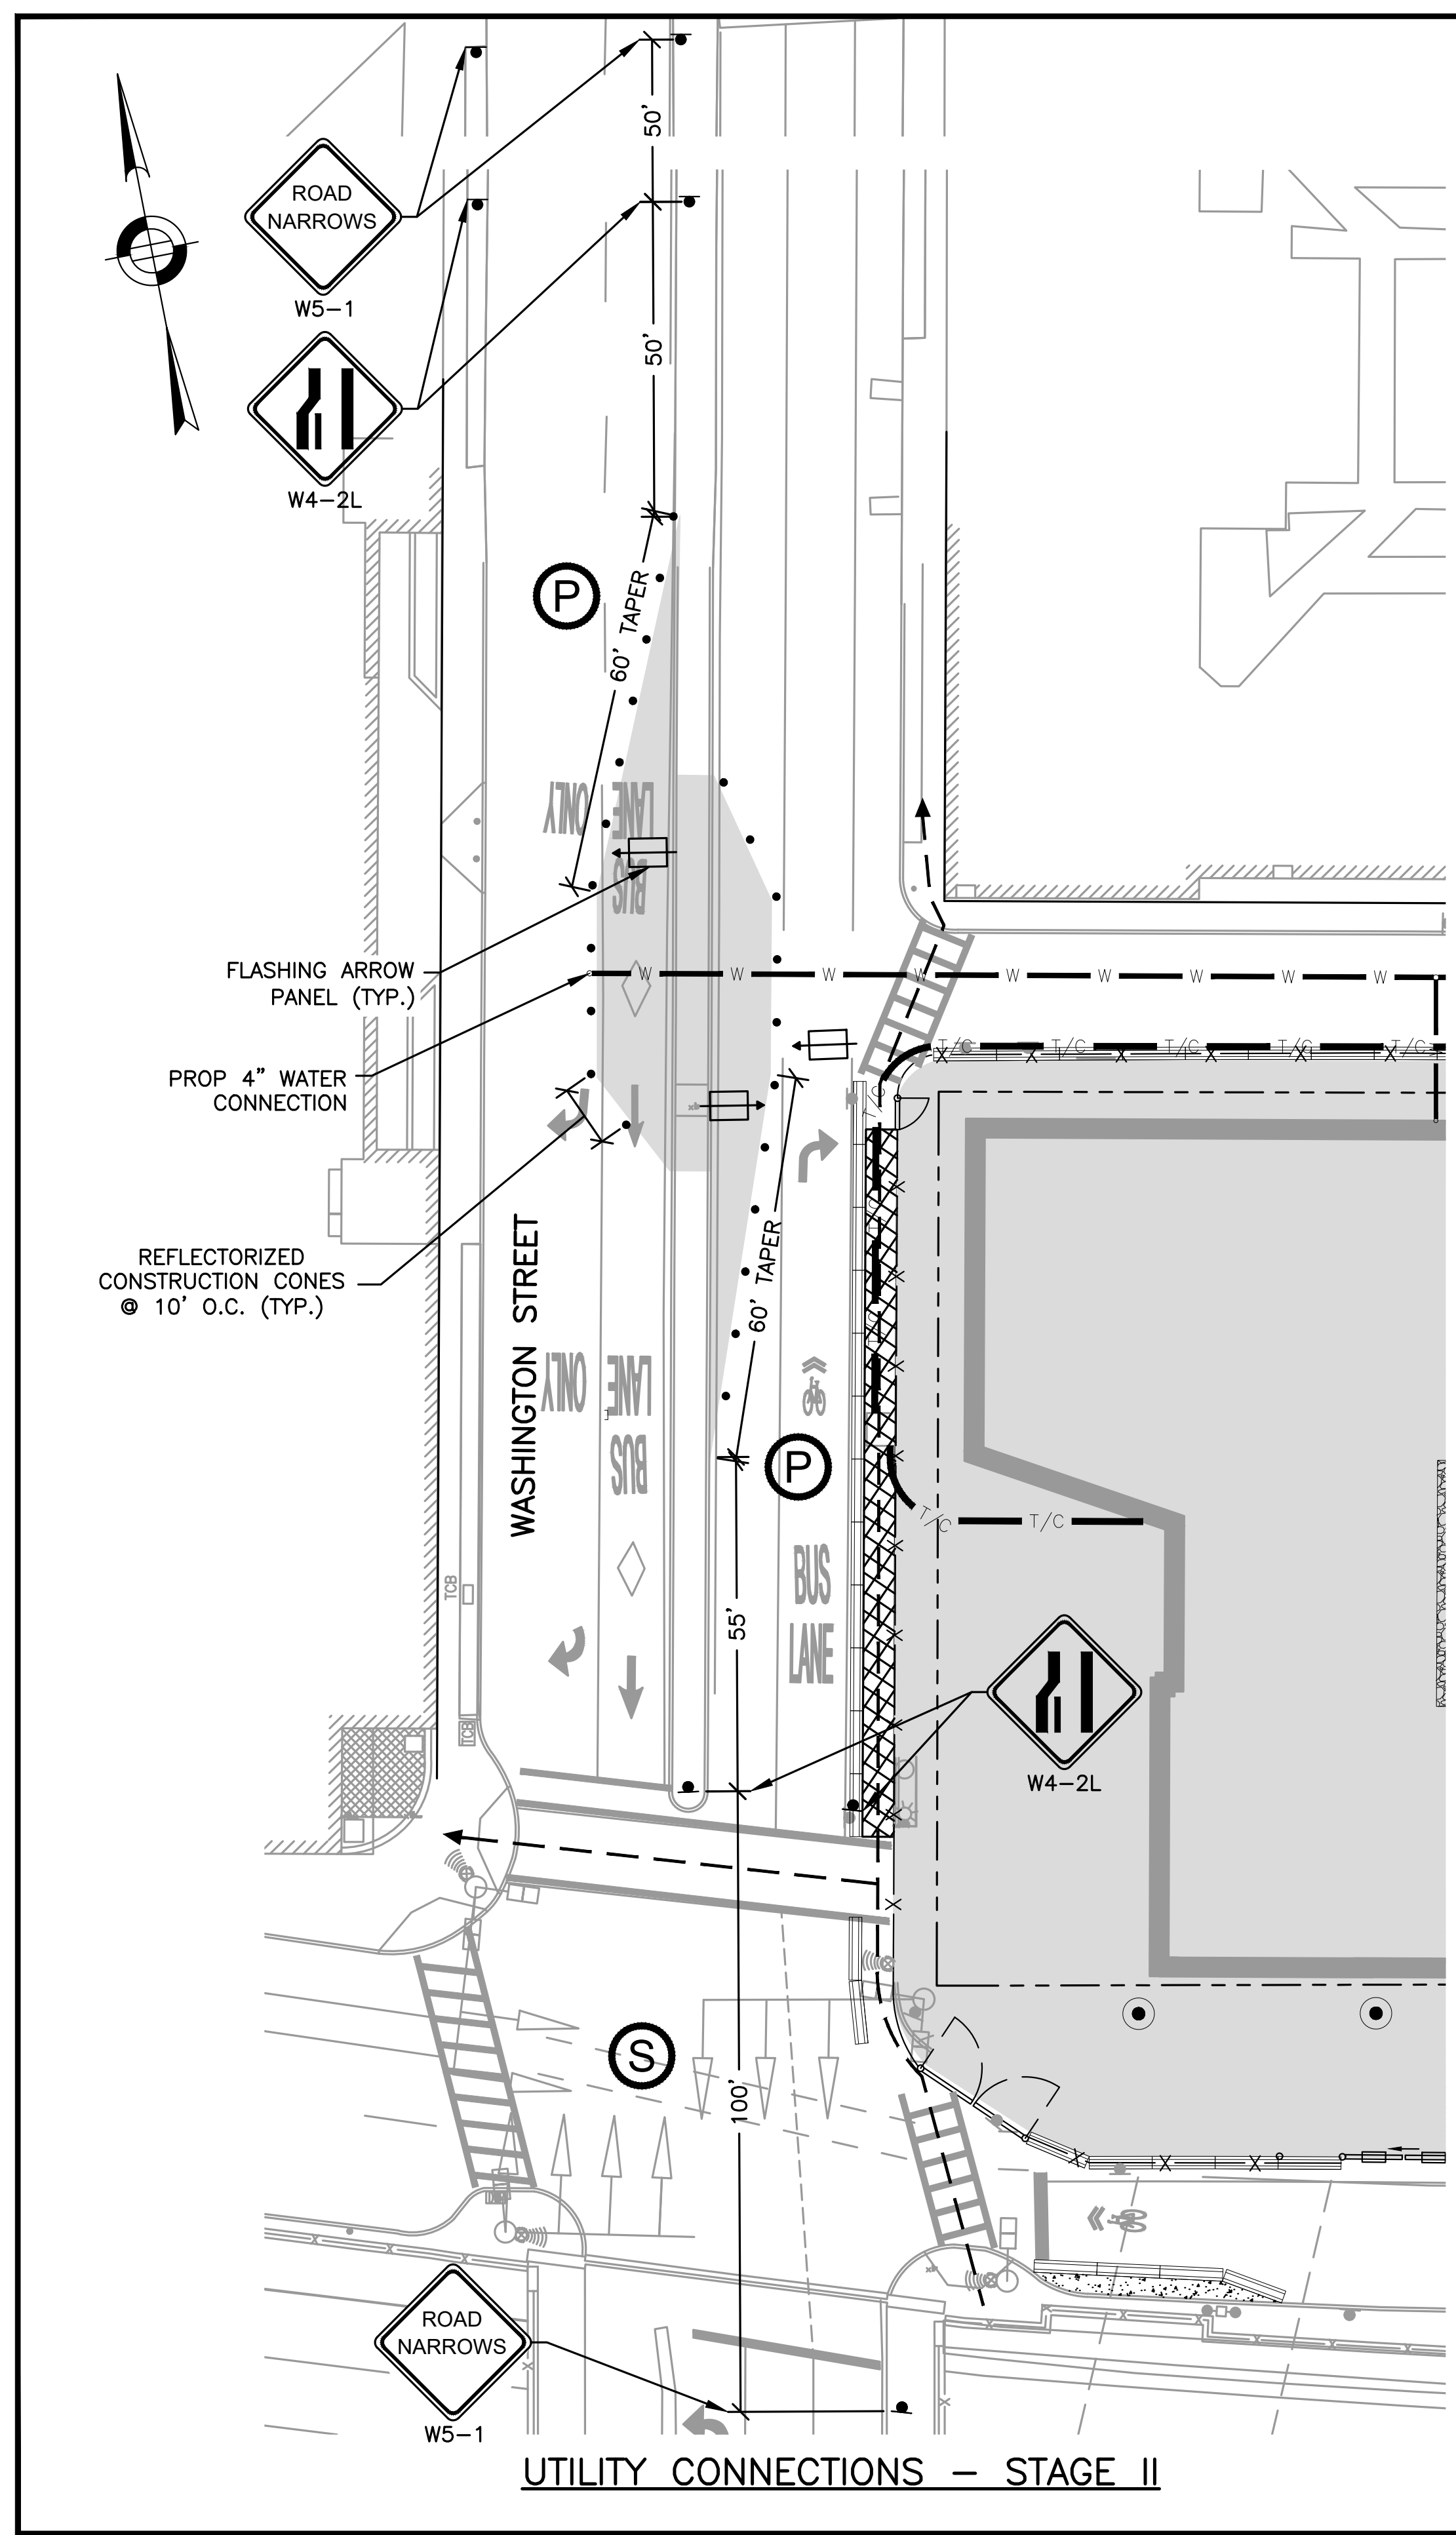 50'
ROAD
NARROWS
W5-1
50'
W4-2L
P
60' TAPER
LANE
ONLY
BUS
FLASHING ARROW
PANEL (TYP.)
W W W W W W W W W
PROP 4" WATER
CONNECTION
T/C T/C T/C T/C T/C
T/C
REFLECTORIZED
CONSTRUCTION CONES
@ 10' O.C. (TYP.)
WASHINGTON STREET
60' TAPER
LANE
ONLY
BUS
P
T/C T/C
BUS
LANE
TCB
55'
W4-2L
TCB
S
100'
ROAD
NARROWS
W5-1
UTILITY CONNECTIONS - STAGE II